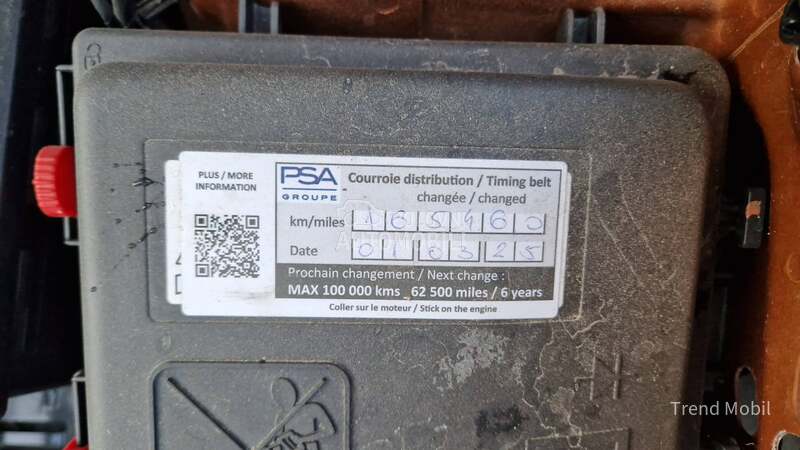 PLUS / MORE
INFORMATION
PSA
GROUPE
Courroie distribution / Timing belt
changée / changed
km/miles 165460
Date 010325
Prochain changement / Next change :
MAX 100 000 kms _ 62 500 miles / 6 years
Coller sur le moteur / Stick on the engine
Trend Mobil